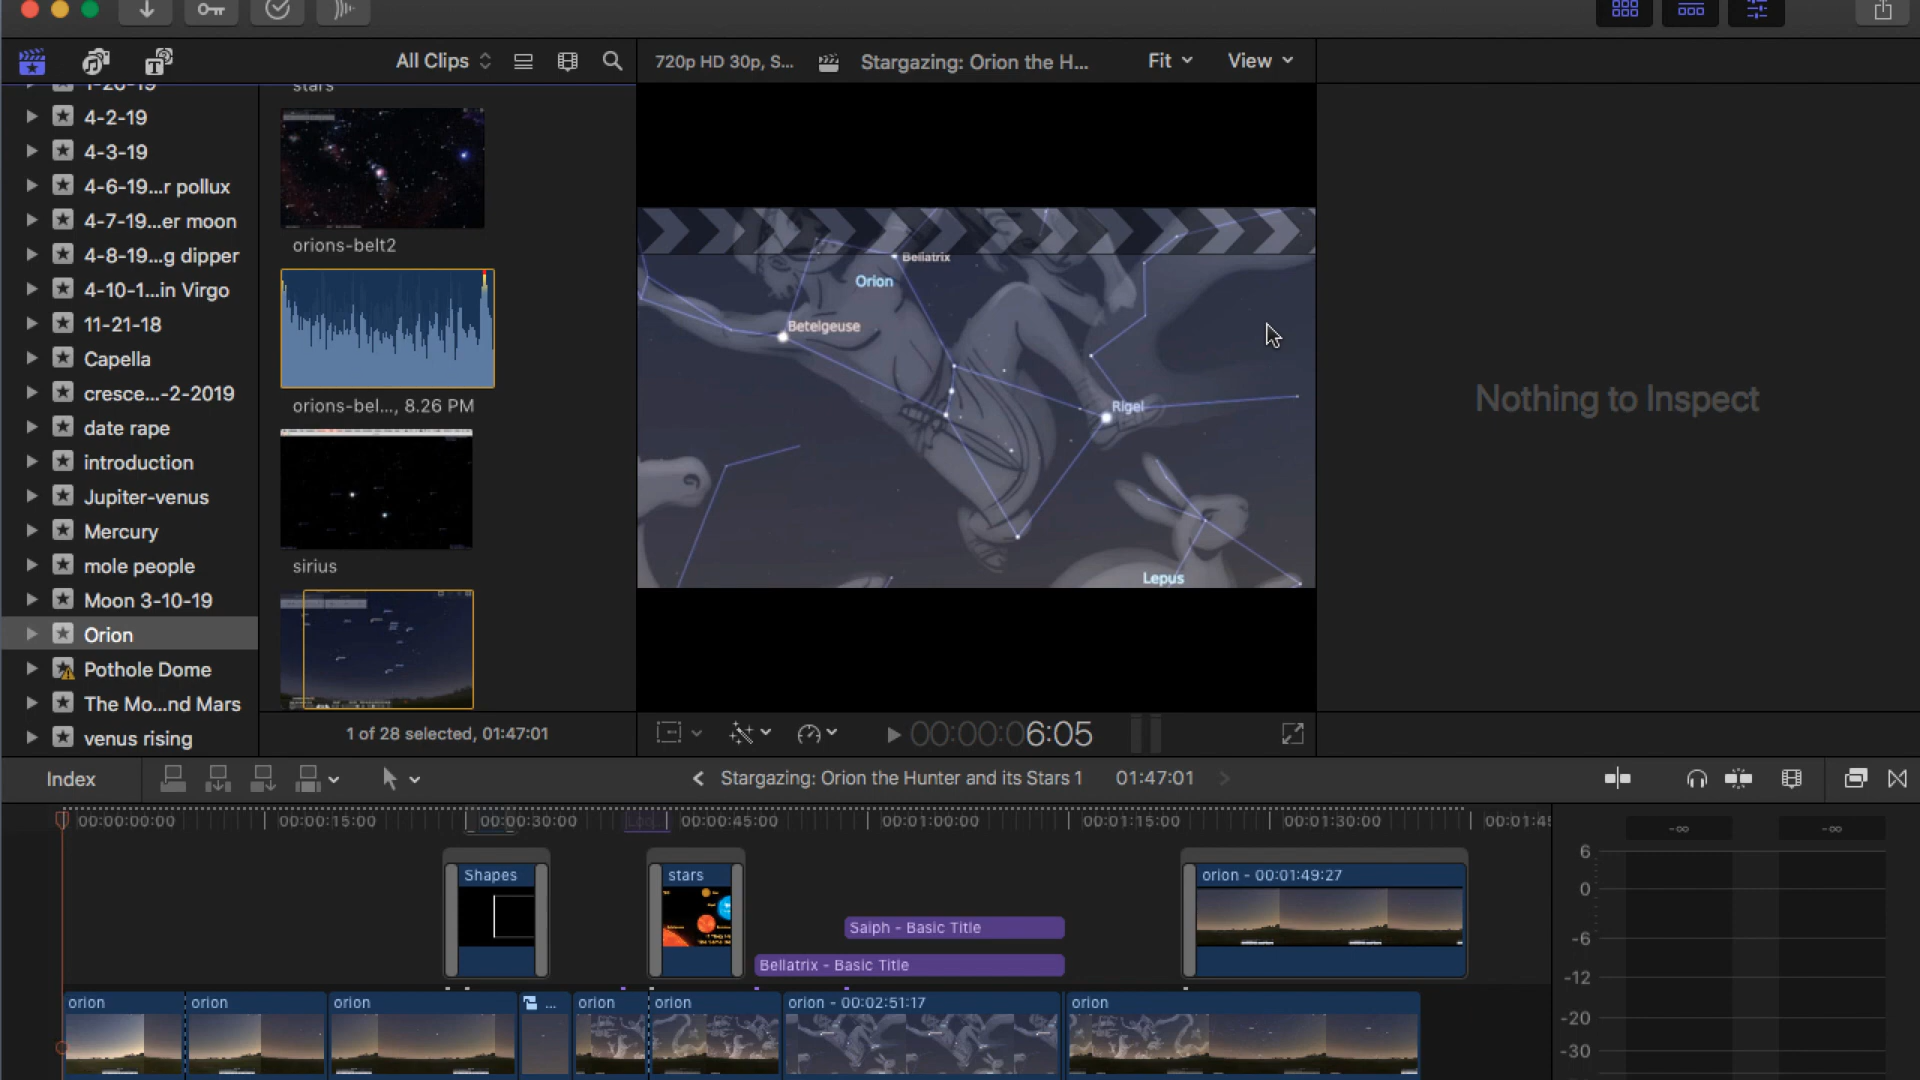 All Clips
720p HD 30p, S...
Stargazing: Orion the H...
Fit
View
1-28-19
4-2-19
4-3-19
4-6-19...r pollux
4-7-19...er moon
4-8-19...g dipper
4-10-1...in Virgo
11-21-18
Capella
cresce...-2-2019
date rape
introduction
Jupiter-venus
Mercury
mole people
Moon 3-10-19
Orion
Pothole Dome
The Mo...nd Mars
venus rising
stars
orions-belt2
orions-bel..., 8.26 PM
sirius
1 of 28 selected, 01:47:01
Bellatrix
Orion
Betelgeuse
Rigel
Lepus
Nothing to Inspect
00:00:06:05
Index
Stargazing: Orion the Hunter and its Stars 1
01:47:01
00:00:00:00
00:00:15:00
00:00:30:00
00:00:45:00
00:01:00:00
00:01:15:00
00:01:30:00
00:01:45
Shapes
stars
orion - 00:01:49:27
Saiph - Basic Title
Bellatrix - Basic Title
orion
orion
orion
...
orion
orion
orion - 00:02:51:17
orion
-∞
-∞
6
0
-6
-12
-20
-30